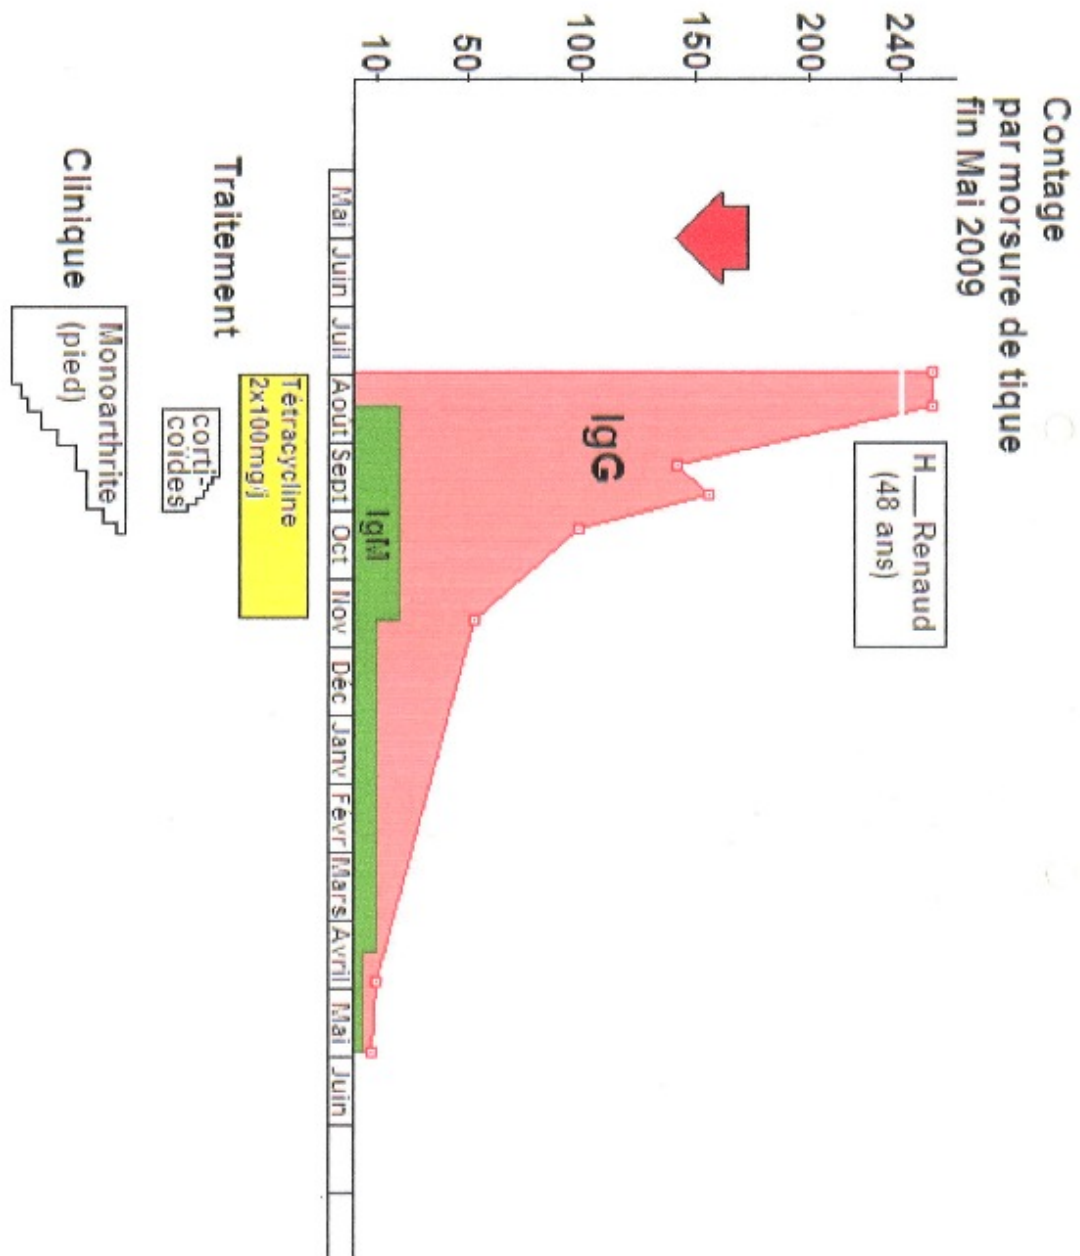 Contage
par morsure de tique
fin Mai 2009
240
200
150
100
50
10
H__Renaud
(48 ans)
IgG
IgM
Mai Juin Juil Août Sept Oct Nov Déc Janv Févr Mars Avril Mai Juin
Traitement
Tétracycline
2x100mg/j
corti-
coïdes
Clinique
Monoarthrite
(pied)